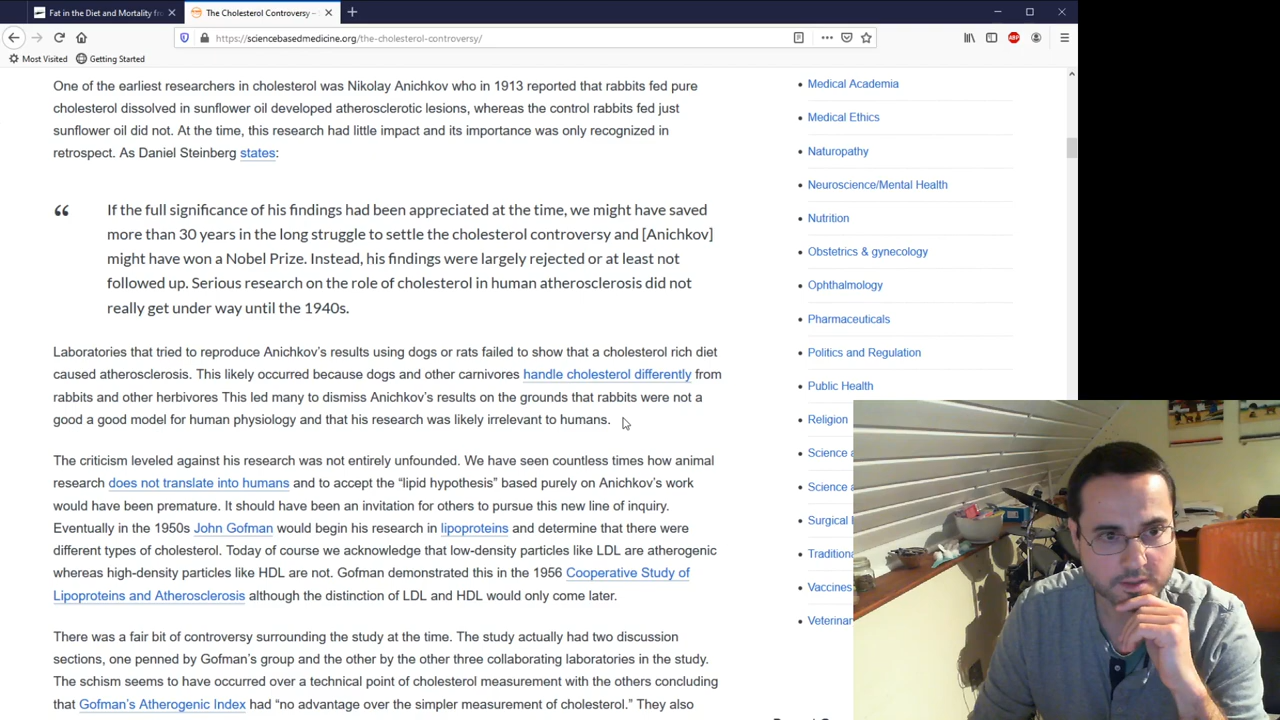 Fat in the Diet and Mortality fr
The Cholesterol Controversy –
https://sciencebasedmedicine.org/the-cholesterol-controversy/
ABP
Most Visited
Getting Started
One of the earliest researchers in cholesterol was Nikolay Anichkov who in 1913 reported that rabbits fed pure
cholesterol dissolved in sunflower oil developed atherosclerotic lesions, whereas the control rabbits fed just
sunflower oil did not. At the time, this research had little impact and its importance was only recognized in
retrospect. As Daniel Steinberg states:
“ If the full significance of his findings had been appreciated at the time, we might have saved
more than 30 years in the long struggle to settle the cholesterol controversy and [Anichkov]
might have won a Nobel Prize. Instead, his findings were largely rejected or at least not
followed up. Serious research on the role of cholesterol in human atherosclerosis did not
really get under way until the 1940s.
Laboratories that tried to reproduce Anichkov’s results using dogs or rats failed to show that a cholesterol rich diet
caused atherosclerosis. This likely occurred because dogs and other carnivores handle cholesterol differently from
rabbits and other herbivores This led many to dismiss Anichkov’s results on the grounds that rabbits were not a
good a good model for human physiology and that his research was likely irrelevant to humans.
The criticism leveled against his research was not entirely unfounded. We have seen countless times how animal
research does not translate into humans and to accept the “lipid hypothesis” based purely on Anichkov’s work
would have been premature. It should have been an invitation for others to pursue this new line of inquiry.
Eventually in the 1950s John Gofman would begin his research in lipoproteins and determine that there were
different types of cholesterol. Today of course we acknowledge that low-density particles like LDL are atherogenic
whereas high-density particles like HDL are not. Gofman demonstrated this in the 1956 Cooperative Study of
Lipoproteins and Atherosclerosis although the distinction of LDL and HDL would only come later.
There was a fair bit of controversy surrounding the study at the time. The study actually had two discussion
sections, one penned by Gofman’s group and the other by the other three collaborating laboratories in the study.
The schism seems to have occurred over a technical point of cholesterol measurement with the others concluding
that Gofman’s Atherogenic Index had “no advantage over the simpler measurement of cholesterol.” They also
Medical Academia
Medical Ethics
Naturopathy
Neuroscience/Mental Health
Nutrition
Obstetrics & gynecology
Ophthalmology
Pharmaceuticals
Politics and Regulation
Public Health
Religion
Science
Science
Surgical
Tradition
Vaccines
Veterinar